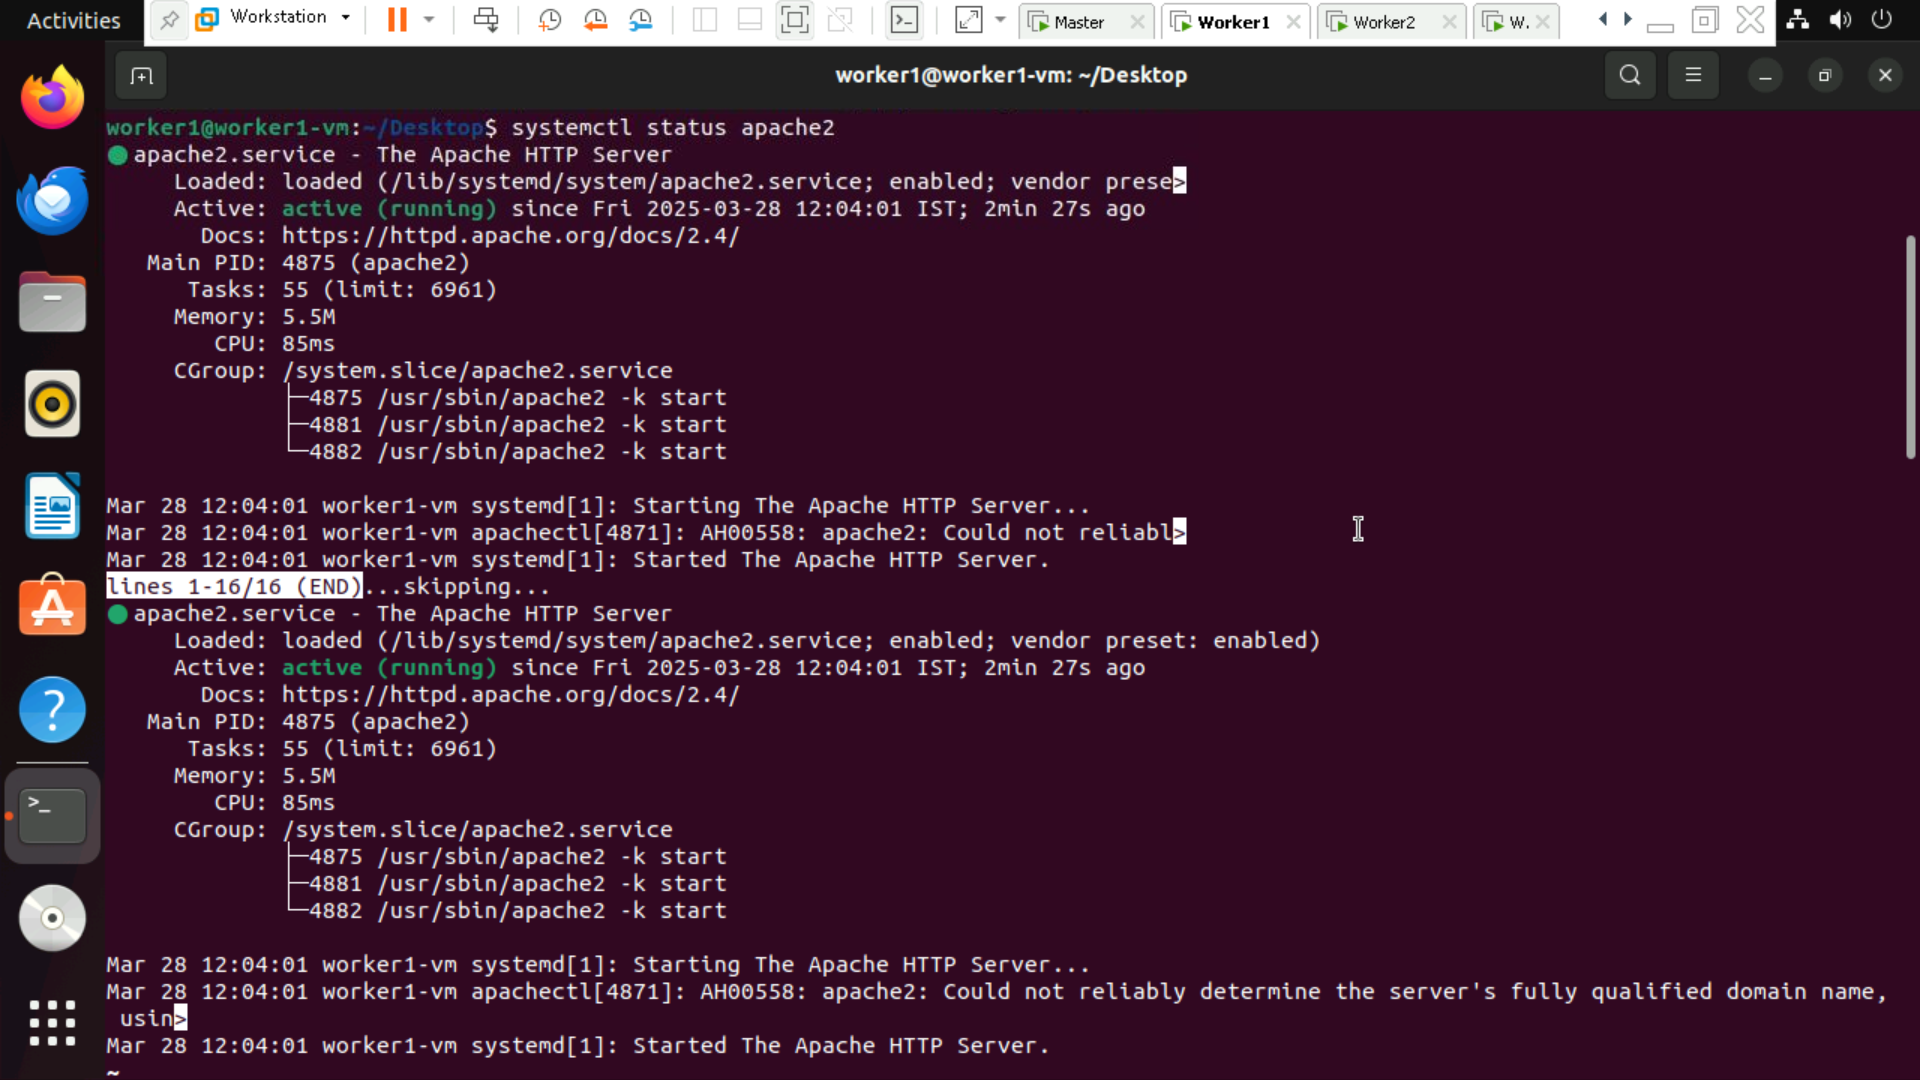 Activities
Workstation
Master
Worker1
Worker2
W.
worker1@worker1-vm: ~/Desktop
worker1@worker1-vm:~/Desktop$ systemctl status apache2
apache2.service - The Apache HTTP Server
Loaded: loaded (/lib/systemd/system/apache2.service; enabled; vendor prese>
Active: active (running) since Fri 2025-03-28 12:04:01 IST; 2min 27s ago
Docs: https://httpd.apache.org/docs/2.4/
Main PID: 4875 (apache2)
Tasks: 55 (limit: 6961)
Memory: 5.5M
CPU: 85ms
CGroup: /system.slice/apache2.service
├─4875 /usr/sbin/apache2 -k start
├─4881 /usr/sbin/apache2 -k start
└─4882 /usr/sbin/apache2 -k start
Mar 28 12:04:01 worker1-vm systemd[1]: Starting The Apache HTTP Server...
Mar 28 12:04:01 worker1-vm apachectl[4871]: AH00558: apache2: Could not reliabl>
Mar 28 12:04:01 worker1-vm systemd[1]: Started The Apache HTTP Server.
lines 1-16/16 (END)...skipping...
apache2.service - The Apache HTTP Server
Loaded: loaded (/lib/systemd/system/apache2.service; enabled; vendor preset: enabled)
Active: active (running) since Fri 2025-03-28 12:04:01 IST; 2min 27s ago
Docs: https://httpd.apache.org/docs/2.4/
Main PID: 4875 (apache2)
Tasks: 55 (limit: 6961)
Memory: 5.5M
CPU: 85ms
CGroup: /system.slice/apache2.service
├─4875 /usr/sbin/apache2 -k start
├─4881 /usr/sbin/apache2 -k start
└─4882 /usr/sbin/apache2 -k start
Mar 28 12:04:01 worker1-vm systemd[1]: Starting The Apache HTTP Server...
Mar 28 12:04:01 worker1-vm apachectl[4871]: AH00558: apache2: Could not reliably determine the server's fully qualified domain name,
usin>
Mar 28 12:04:01 worker1-vm systemd[1]: Started The Apache HTTP Server.
~